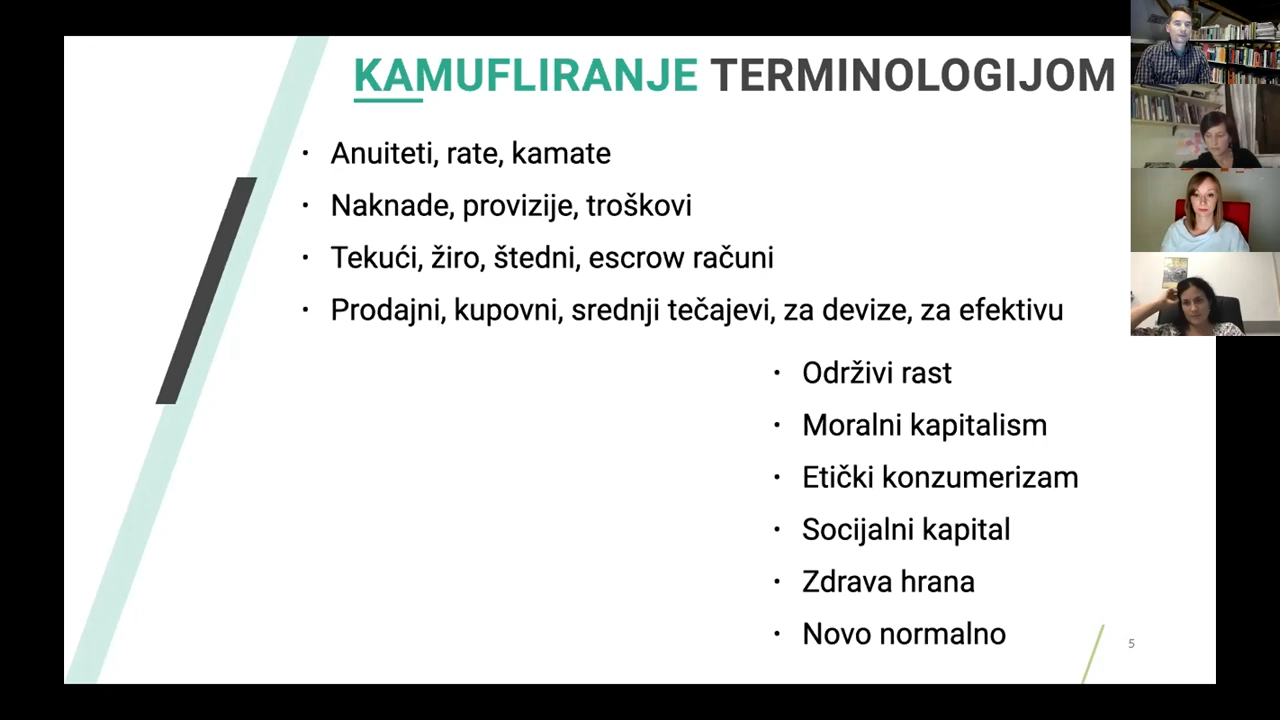 KAMUFLIRANJE TERMINOLOGIJOM
• Anuiteti, rate, kamate
• Naknade, provizije, troškovi
• Tekući, žiro, štedni, escrow računi
• Prodajni, kupovni, srednji tečajevi, za devize, za efektivu
• Održivi rast
• Moralni kapitalism
• Etički konzumerizam
• Socijalni kapital
• Zdrava hrana
• Novo normalno
5